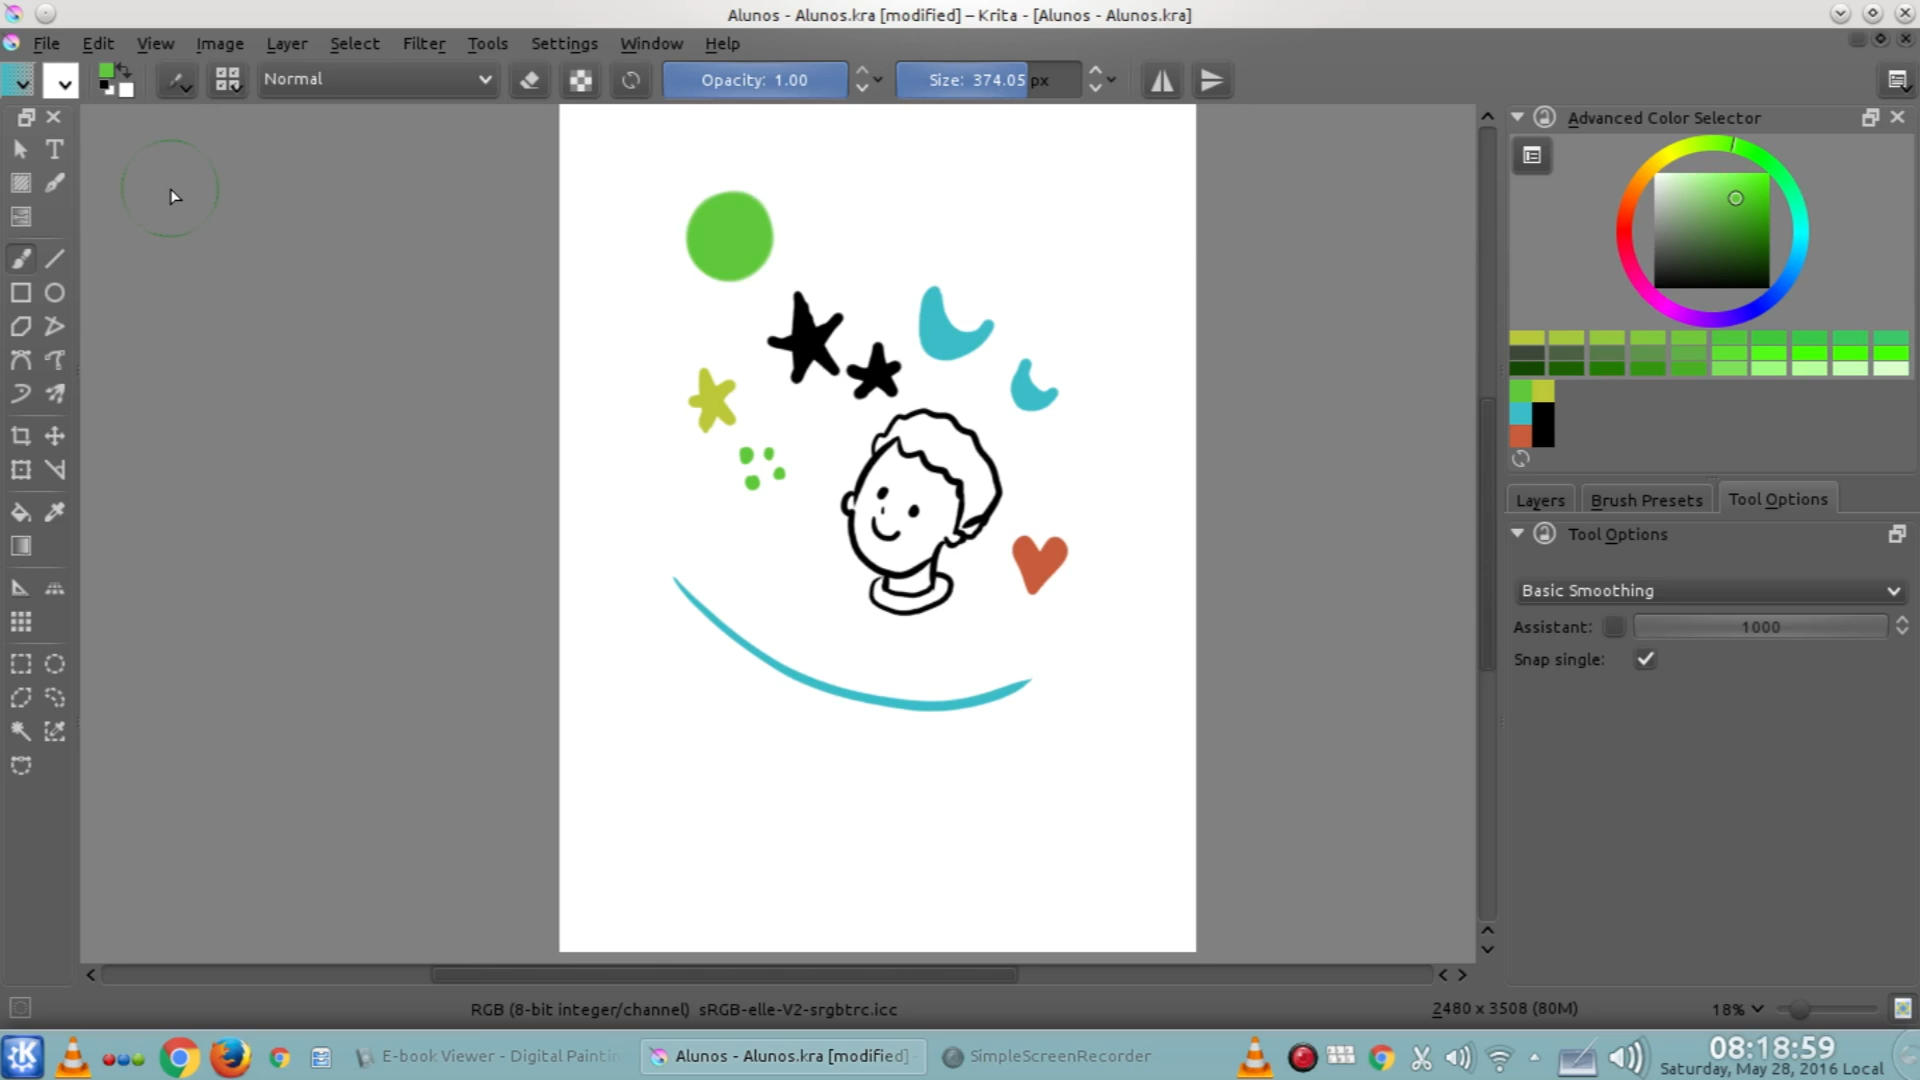 Alunos - Alunos.kra [modified] – Krita - [Alunos - Alunos.kra]
File Edit View Image Layer Select Filter Tools Settings Window Help
Normal Opacity: 1.00 Size: 374.05 px
Advanced Color Selector
Layers Brush Presets Tool Options
Tool Options
Basic Smoothing
Assistant: 1000
Snap single:
RGB (8-bit integer/channel) sRGB-elle-V2-srgbtrc.icc 2480 x 3508 (80M) 18%
E-book Viewer - Digital Paintin Alunos - Alunos.kra [modified] - SimpleScreenRecorder
08:18:59
Saturday, May 28, 2016 Local